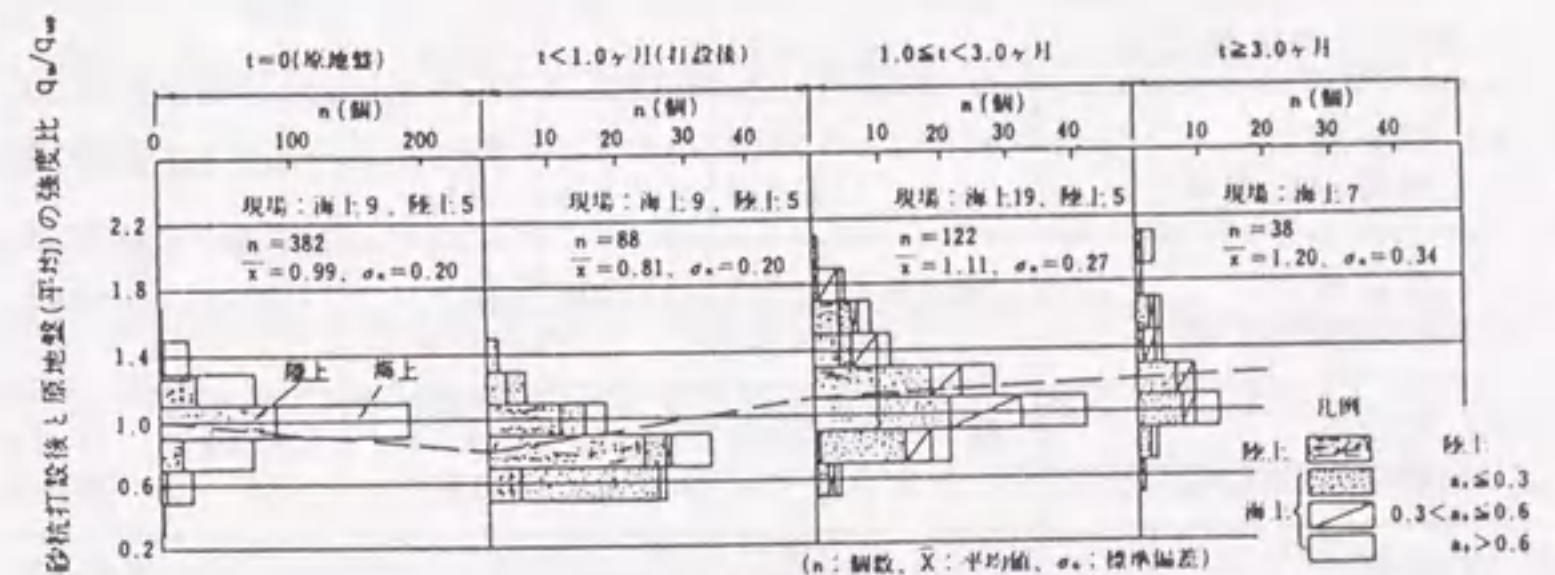 砂杭打設後と原地盤(平均)の強度比 qu/quo
t=0(原地盤) t<1.0ヶ月(打設後) 1.0≦t<3.0ヶ月 t≧3.0ヶ月
n(個) n(個) n(個) n(個)
0 100 200 10 20 30 40 10 20 30 40 10 20 30 40
現場:海上9、陸上5 現場:海上9、陸上5 現場:海上19、陸上5 現場:海上7
2.2
n=382 n=88 n=122 n=38
x=0.99、σn=0.20 x=0.81、σn=0.20 x=1.11、σn=0.27 x=1.20、σn=0.34
1.8
1.4
陸上 海上
1.0
凡例
陸上 陸上
0.6
as≦0.3
海上 0.3<as≦0.6
as>0.6
0.2
(n:個数、X:平均値、σn:標準偏差)